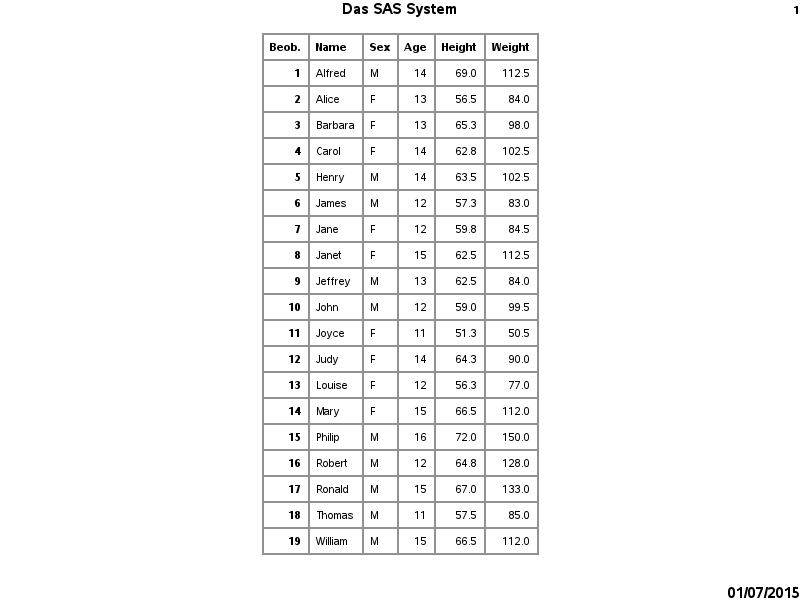 Das SAS System 1
Beob. Name Sex Age Height Weight
1 Alfred M 14 69.0 112.5
2 Alice F 13 56.5 84.0
3 Barbara F 13 65.3 98.0
4 Carol F 14 62.8 102.5
5 Henry M 14 63.5 102.5
6 James M 12 57.3 83.0
7 Jane F 12 59.8 84.5
8 Janet F 15 62.5 112.5
9 Jeffrey M 13 62.5 84.0
10 John M 12 59.0 99.5
11 Joyce F 11 51.3 50.5
12 Judy F 14 64.3 90.0
13 Louise F 12 56.3 77.0
14 Mary F 15 66.5 112.0
15 Philip M 16 72.0 150.0
16 Robert M 12 64.8 128.0
17 Ronald M 15 67.0 133.0
18 Thomas M 11 57.5 85.0
19 William M 15 66.5 112.0
01/07/2015